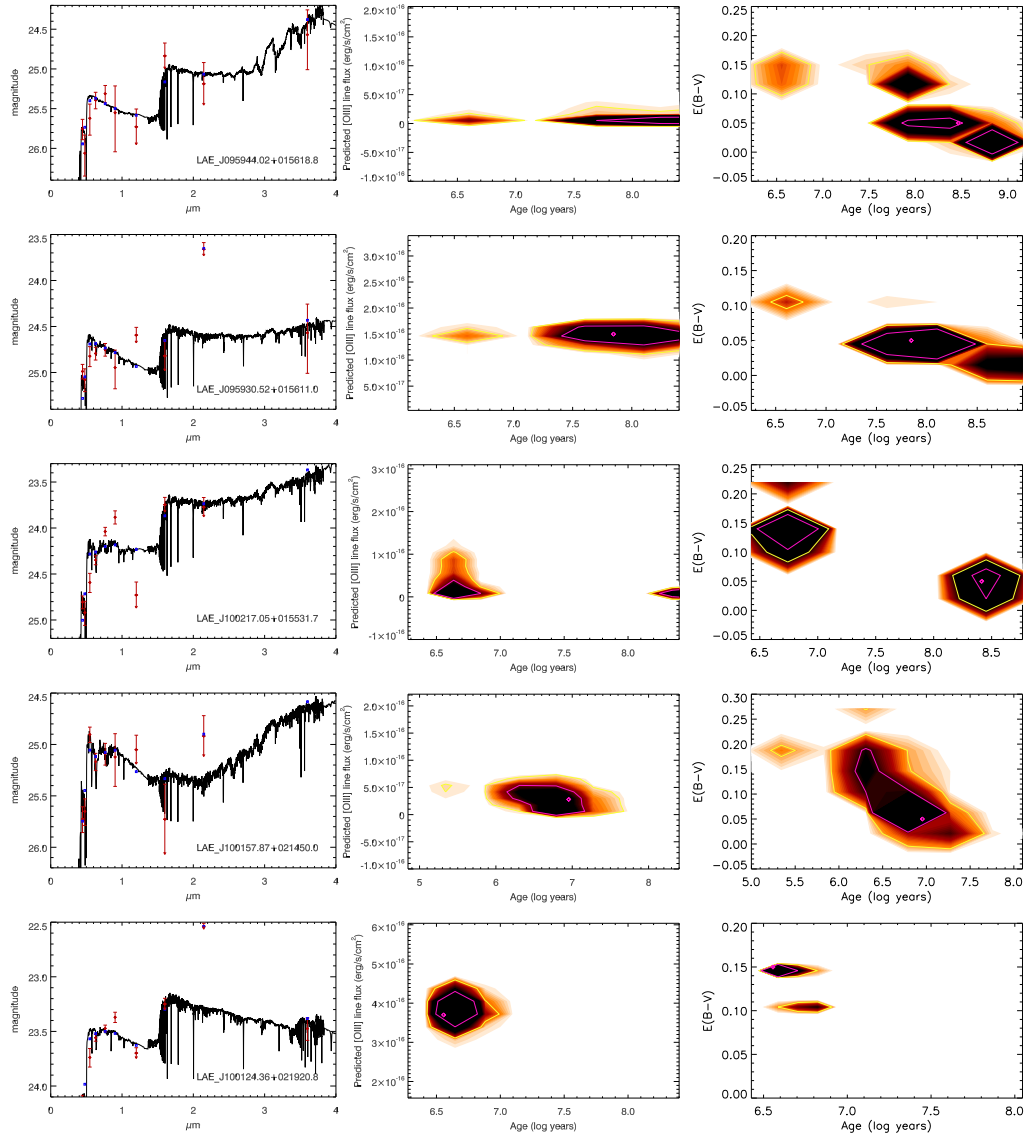 magnitude
24.5
25.0
25.5
26.0
0 1 2 3 4
μm
LAE_J095944.02+015618.8
Predicted [OIII] line flux (erg/s/cm²)
2.0×10⁻¹⁶
1.5×10⁻¹⁶
1.0×10⁻¹⁶
5.0×10⁻¹⁷
0
-5.0×10⁻¹⁷
-1.0×10⁻¹⁶
6.5 7.0 7.5 8.0
Age (log years)
E(B−V)
0.20
0.15
0.10
0.05
0.00
−0.05
6.5 7.0 7.5 8.0 8.5 9.0
Age (log years)
magnitude
23.5
24.0
24.5
25.0
0 1 2 3 4
μm
LAE_J095930.52+015611.0
Predicted [OIII] line flux (erg/s/cm²)
3.0×10⁻¹⁶
2.5×10⁻¹⁶
2.0×10⁻¹⁶
1.5×10⁻¹⁶
1.0×10⁻¹⁶
5.0×10⁻¹⁷
6.5 7.0 7.5 8.0
Age (log years)
E(B−V)
0.20
0.15
0.10
0.05
0.00
−0.05
6.5 7.0 7.5 8.0 8.5
Age (log years)
magnitude
23.5
24.0
24.5
25.0
0 1 2 3 4
μm
LAE_J100217.05+015531.7
Predicted [OIII] line flux (erg/s/cm²)
3×10⁻¹⁶
2×10⁻¹⁶
1×10⁻¹⁶
0
-1×10⁻¹⁶
6.5 7.0 7.5 8.0
Age (log years)
E(B−V)
0.25
0.20
0.15
0.10
0.05
0.00
−0.05
6.5 7.0 7.5 8.0 8.5
Age (log years)
magnitude
24.5
25.0
25.5
26.0
0 1 2 3 4
μm
LAE_J100157.87+021450.0
Predicted [OIII] line flux (erg/s/cm²)
2.0×10⁻¹⁶
1.5×10⁻¹⁶
1.0×10⁻¹⁶
5.0×10⁻¹⁷
0
-5.0×10⁻¹⁷
-1.0×10⁻¹⁶
5 6 7 8
Age (log years)
E(B−V)
0.30
0.25
0.20
0.15
0.10
0.05
0.00
−0.05
5.0 5.5 6.0 6.5 7.0 7.5 8.0
Age (log years)
magnitude
22.5
23.0
23.5
24.0
0 1 2 3 4
μm
LAE_J100124.36+021920.8
Predicted [OIII] line flux (erg/s/cm²)
6×10⁻¹⁶
5×10⁻¹⁶
4×10⁻¹⁶
3×10⁻¹⁶
2×10⁻¹⁶
6.5 7.0 7.5 8.0
Age (log years)
E(B−V)
0.20
0.15
0.10
0.05
0.00
6.5 7.0 7.5 8.0
Age (log years)